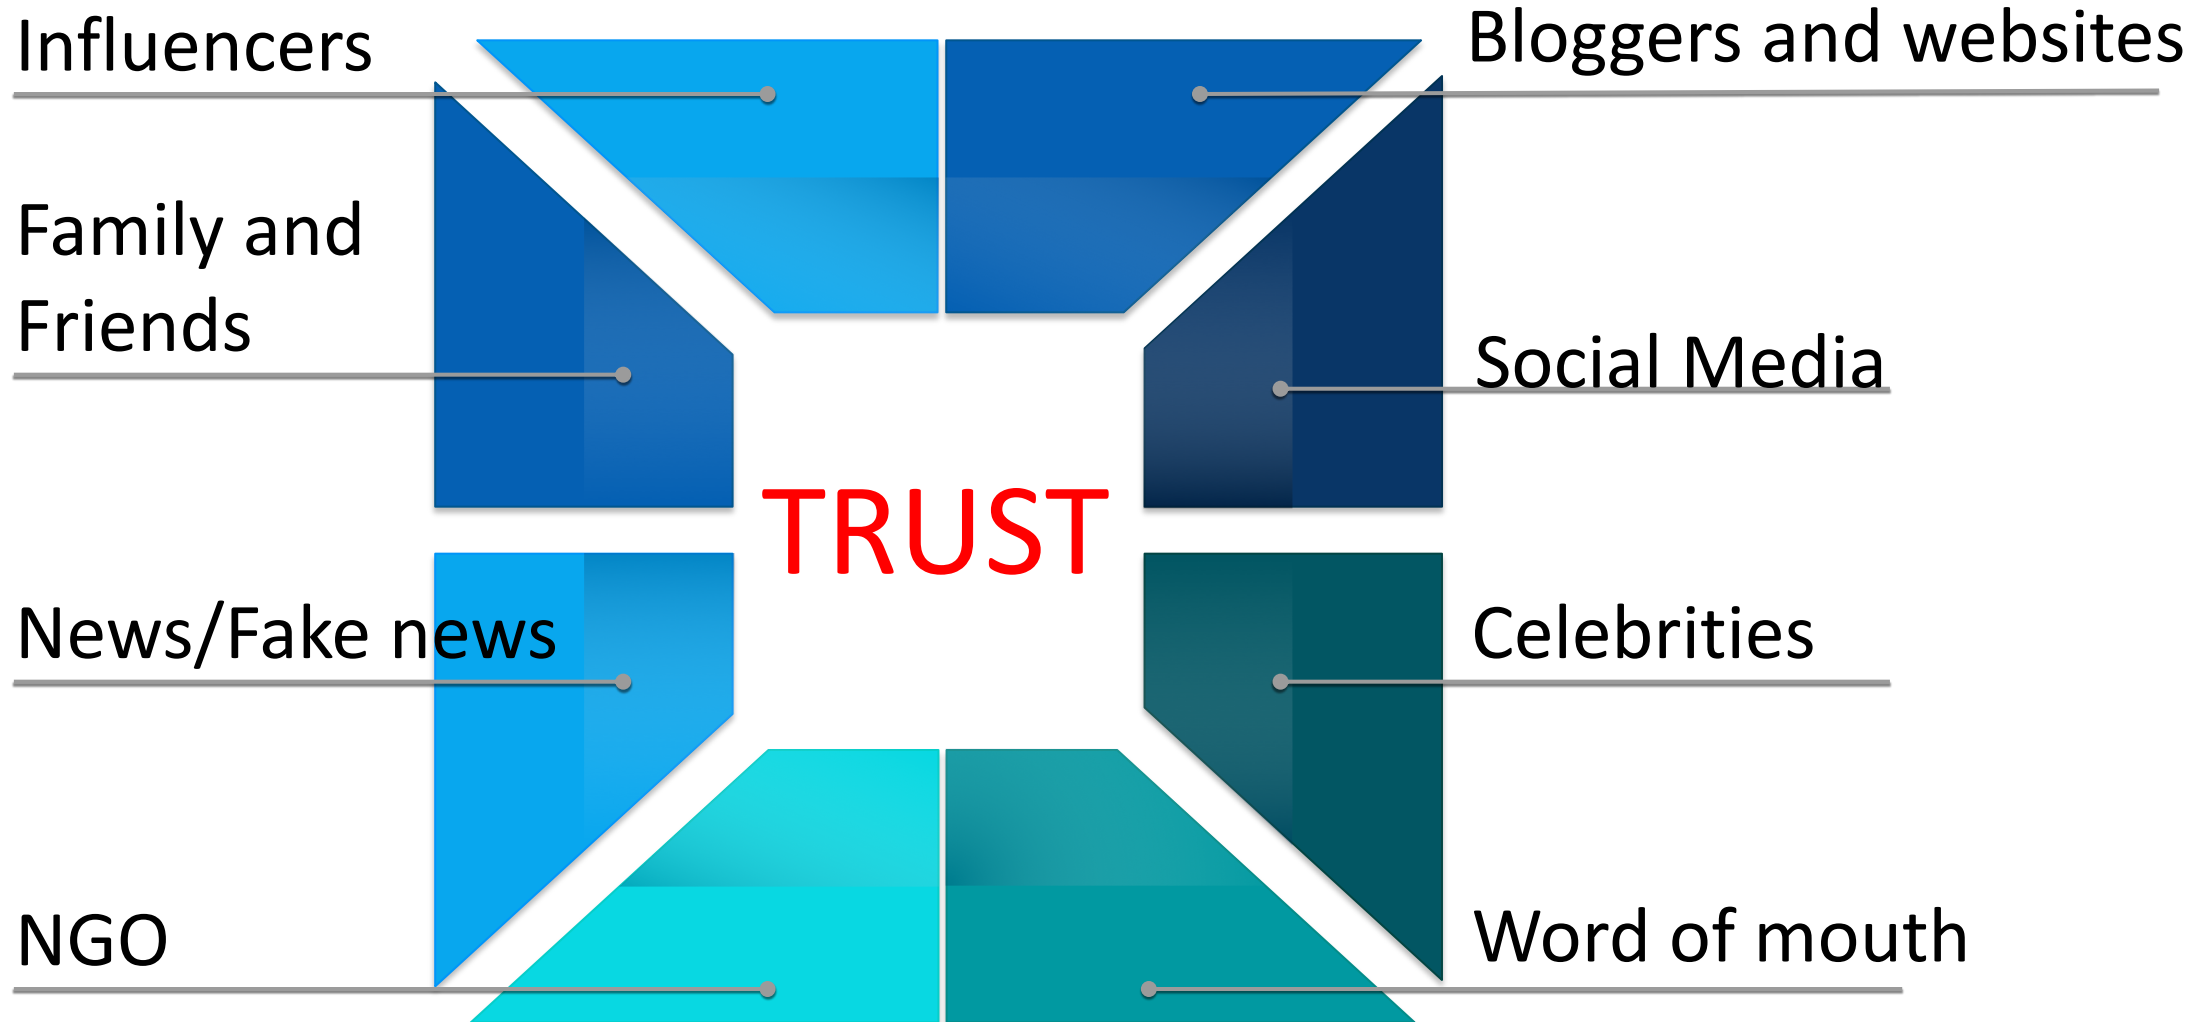 Influencers
Bloggers and websites
Family and
Friends
Social Media
TRUST
News/Fake news
Celebrities
NGO
Word of mouth